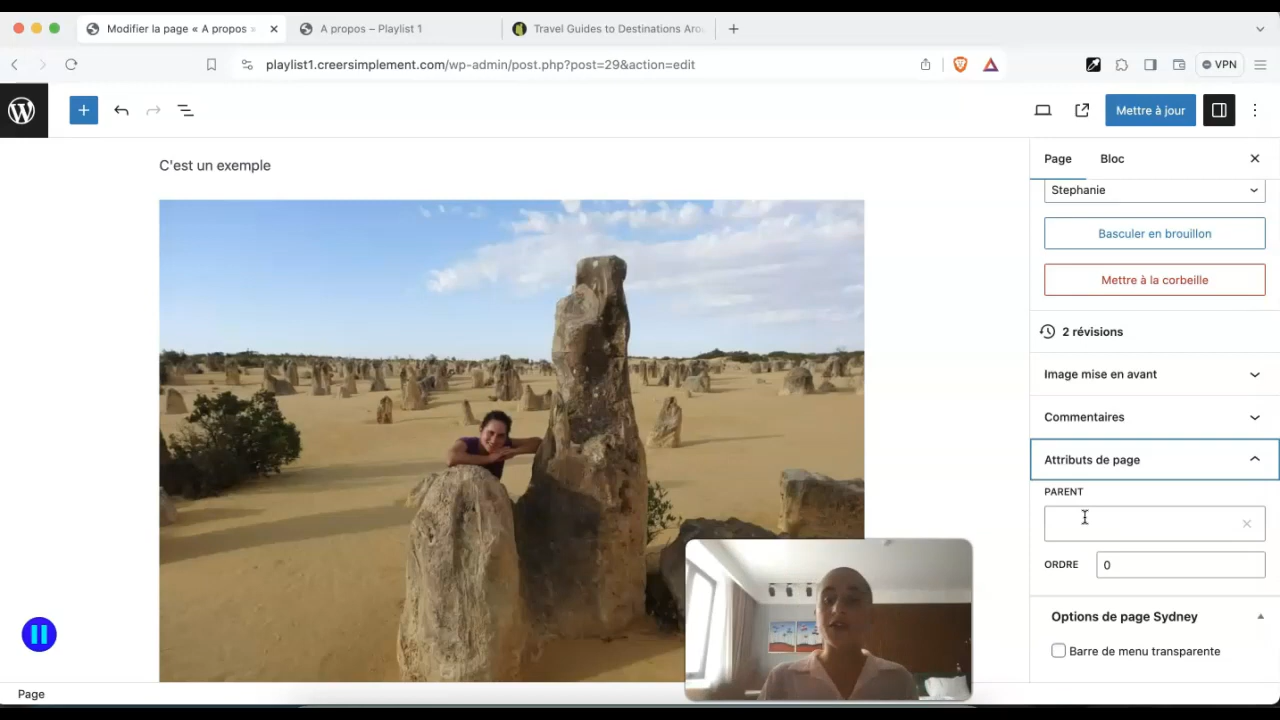 Modifier la page « A propos »
A propos – Playlist 1
Travel Guides to Destinations Arou
playlist1.creersimplement.com/wp-admin/post.php?post=29&action=edit
VPN
Mettre à jour
C'est un exemple
Page
Bloc
Stephanie
Basculer en brouillon
Mettre à la corbeille
2 révisions
Image mise en avant
Commentaires
Attributs de page
PARENT
ORDRE
0
Options de page Sydney
Barre de menu transparente
Page